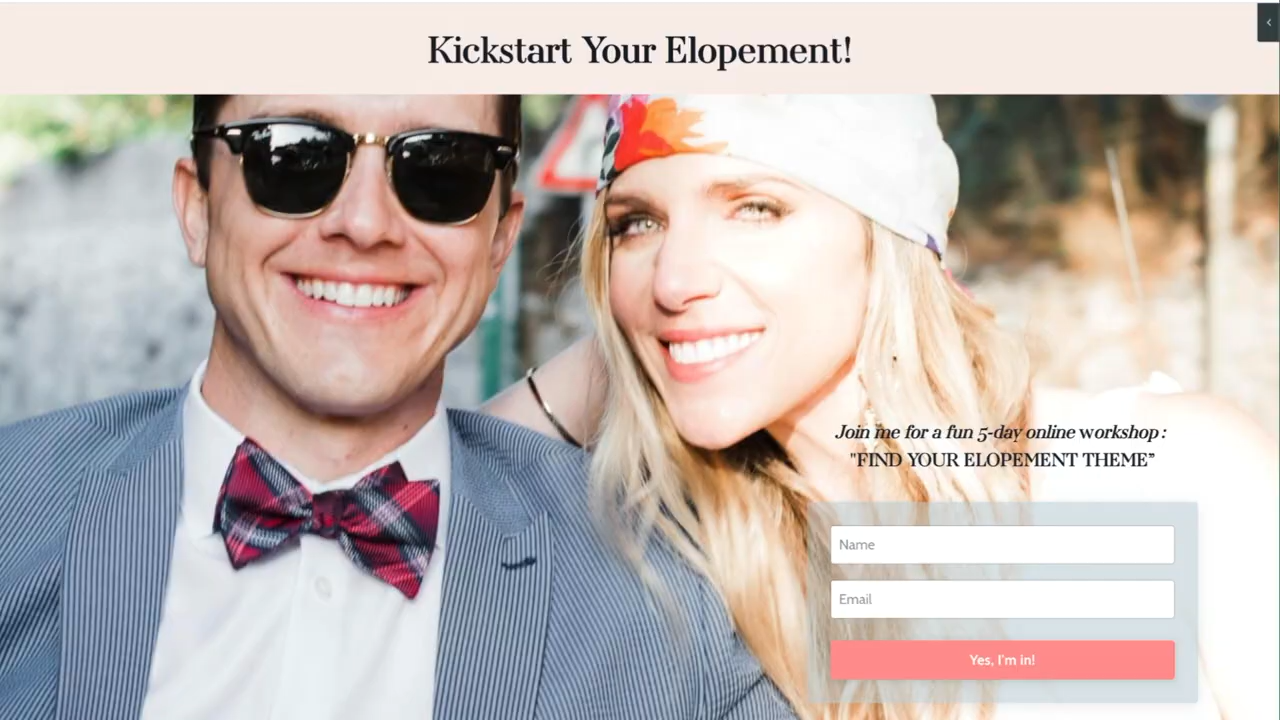 Kickstart Your Elopement!
Join me for a fun 5-day online workshop:
"FIND YOUR ELOPEMENT THEME”
Name
Email
Yes, I'm in!